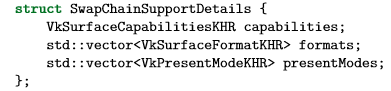 struct SwapChainSupportDetails {
    VkSurfaceCapabilitiesKHR capabilities;
    std::vector<VkSurfaceFormatKHR> formats;
    std::vector<VkPresentModeKHR> presentModes;
};